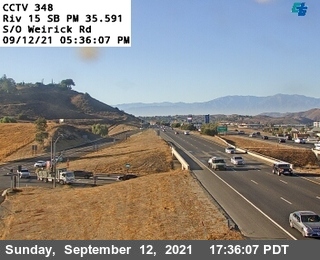 CCTV 348
Riv 15 SB PM 35.591
S/O Weirick Rd
09/12/21 05:36:07 PM
Sunday, September 12, 2021 17:36:07 PDT